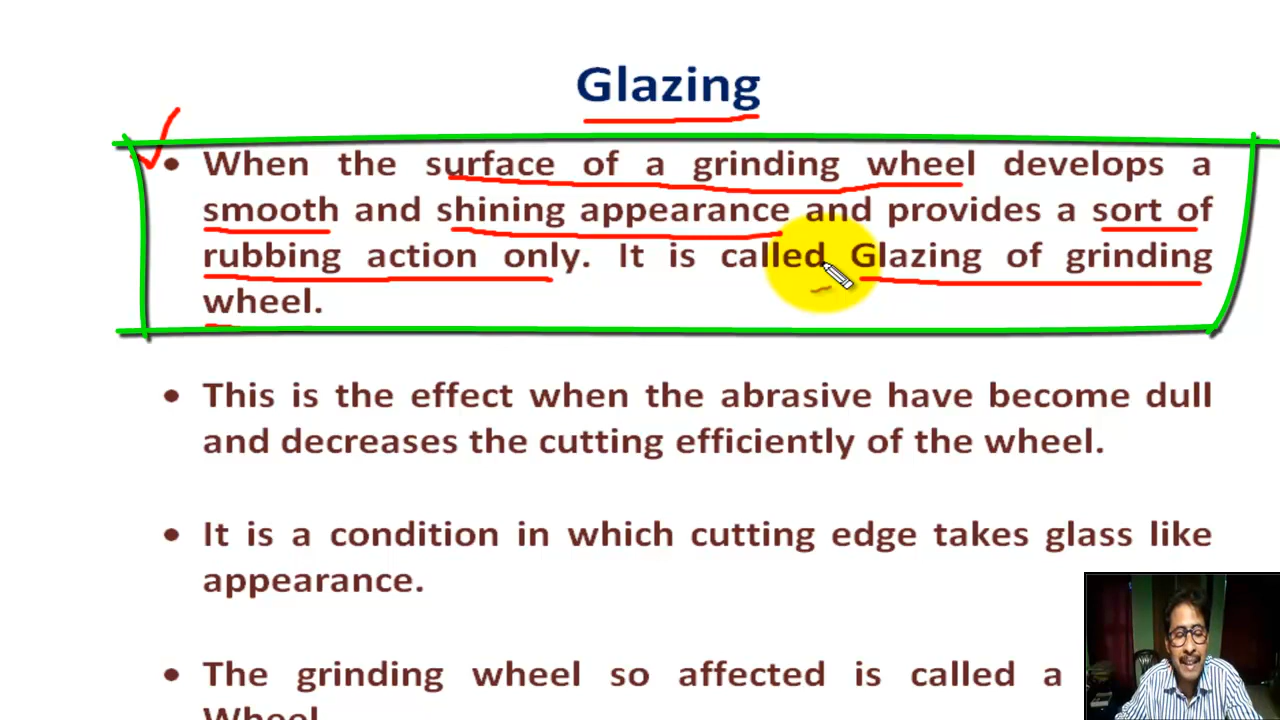 Glazing
• When the surface of a grinding wheel develops a
smooth and shining appearance and provides a sort of
rubbing action only. It is called Glazing of grinding
wheel.
• This is the effect when the abrasive have become dull
and decreases the cutting efficiently of the wheel.
• It is a condition in which cutting edge takes glass like
appearance.
• The grinding wheel so affected is called a
Wheel